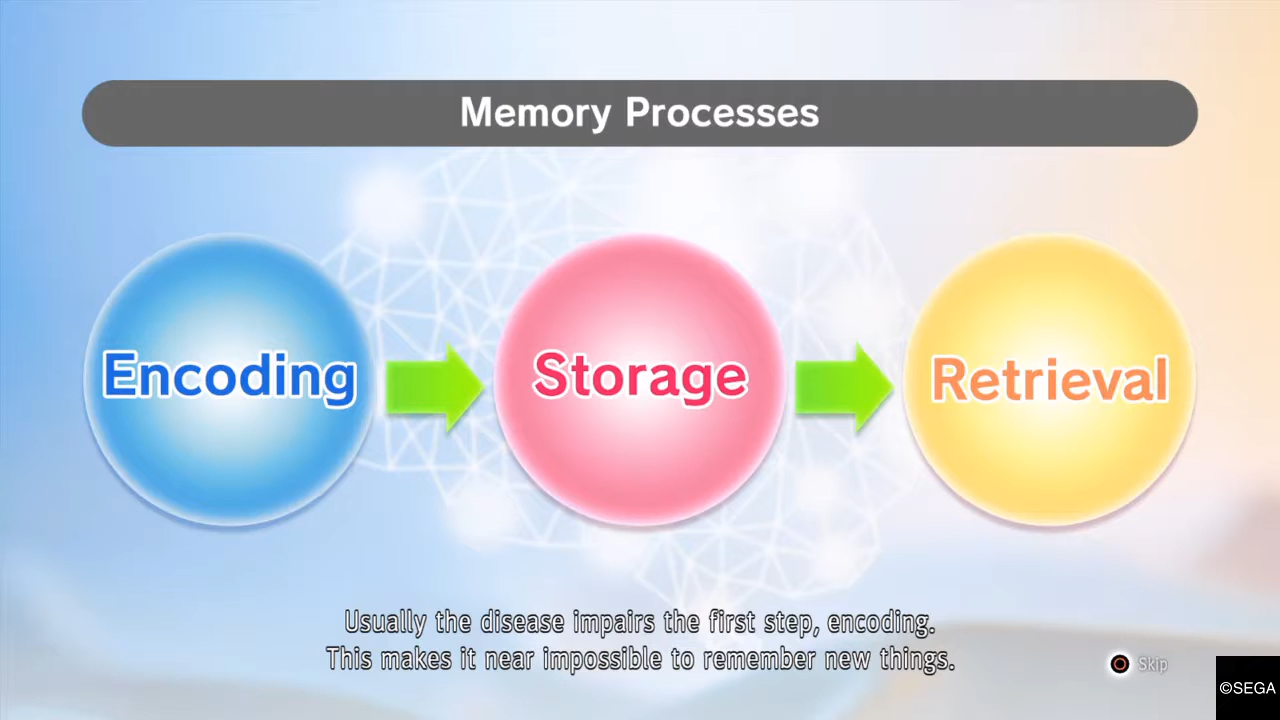 Memory Processes
Encoding
Storage
Retrieval
Usually the disease impairs the first step, encoding.
This makes it near impossible to remember new things.
Skip
©SEGA